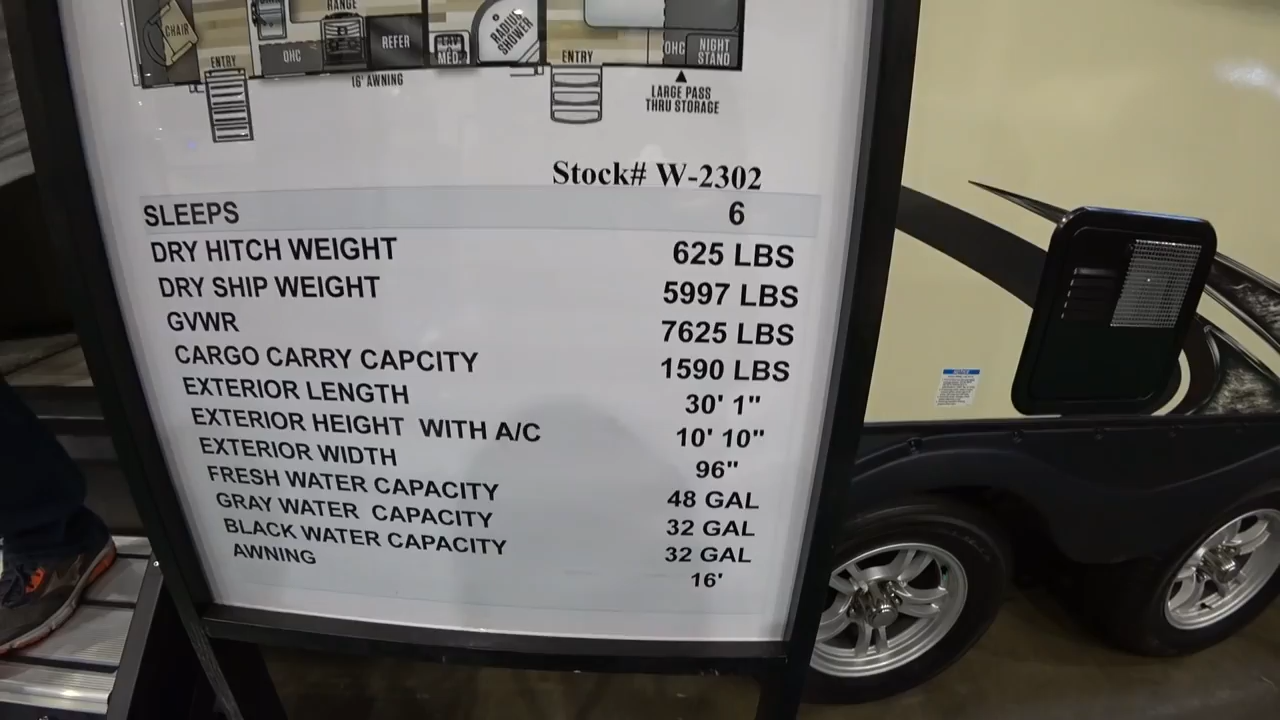 RANGE
CHAIR
OHC
REFER
MED.
RADIUS
SHOWER
ENTRY
ENTRY
OHC
NIGHT
STAND
16' AWNING
LARGE PASS
THRU STORAGE
Stock# W-2302
SLEEPS 6
DRY HITCH WEIGHT 625 LBS
DRY SHIP WEIGHT 5997 LBS
GVWR 7625 LBS
CARGO CARRY CAPCITY 1590 LBS
EXTERIOR LENGTH 30' 1"
EXTERIOR HEIGHT WITH A/C 10' 10"
EXTERIOR WIDTH 96"
FRESH WATER CAPACITY 48 GAL
GRAY WATER CAPACITY 32 GAL
BLACK WATER CAPACITY 32 GAL
AWNING 16'
NOTICE